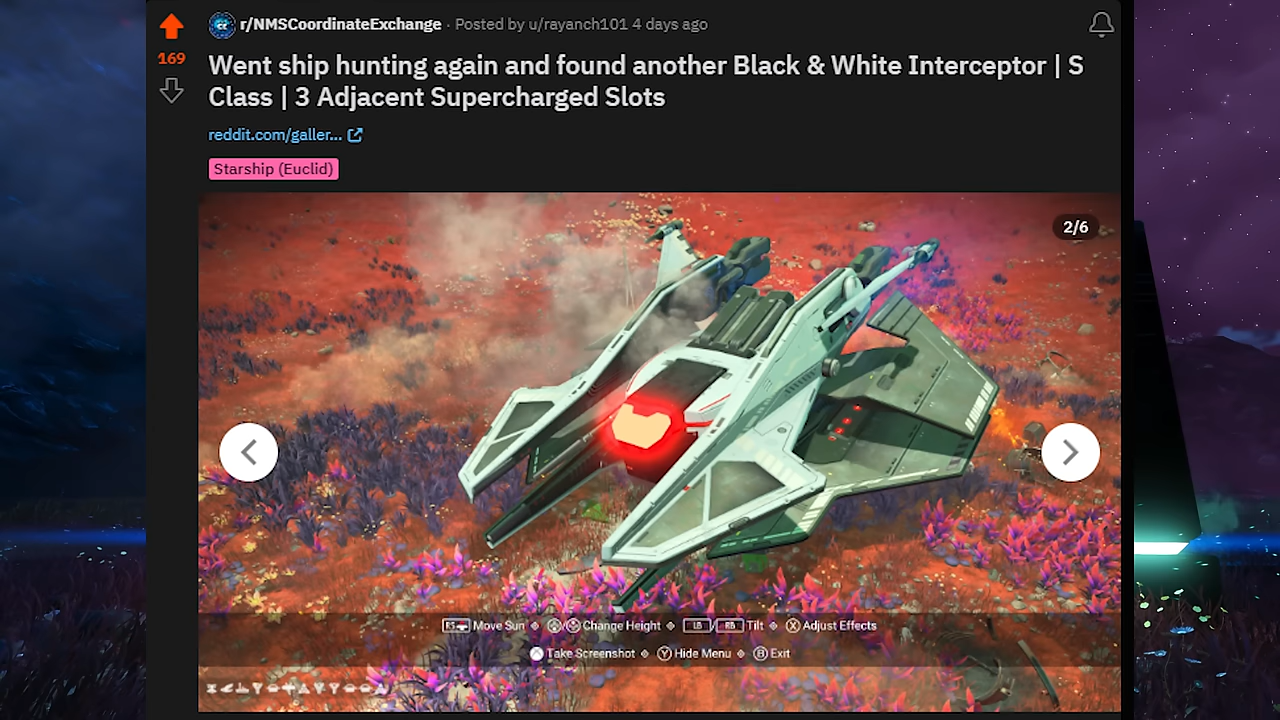 r/NMSCoordinateExchange · Posted by u/rayanch101 4 days ago
169
Went ship hunting again and found another Black & White Interceptor | S
Class | 3 Adjacent Supercharged Slots
reddit.com/galler...
Starship (Euclid)
2/6
RS Move Sun Change Height LB / RB Tilt X Adjust Effects
Take Screenshot Y Hide Menu B Exit